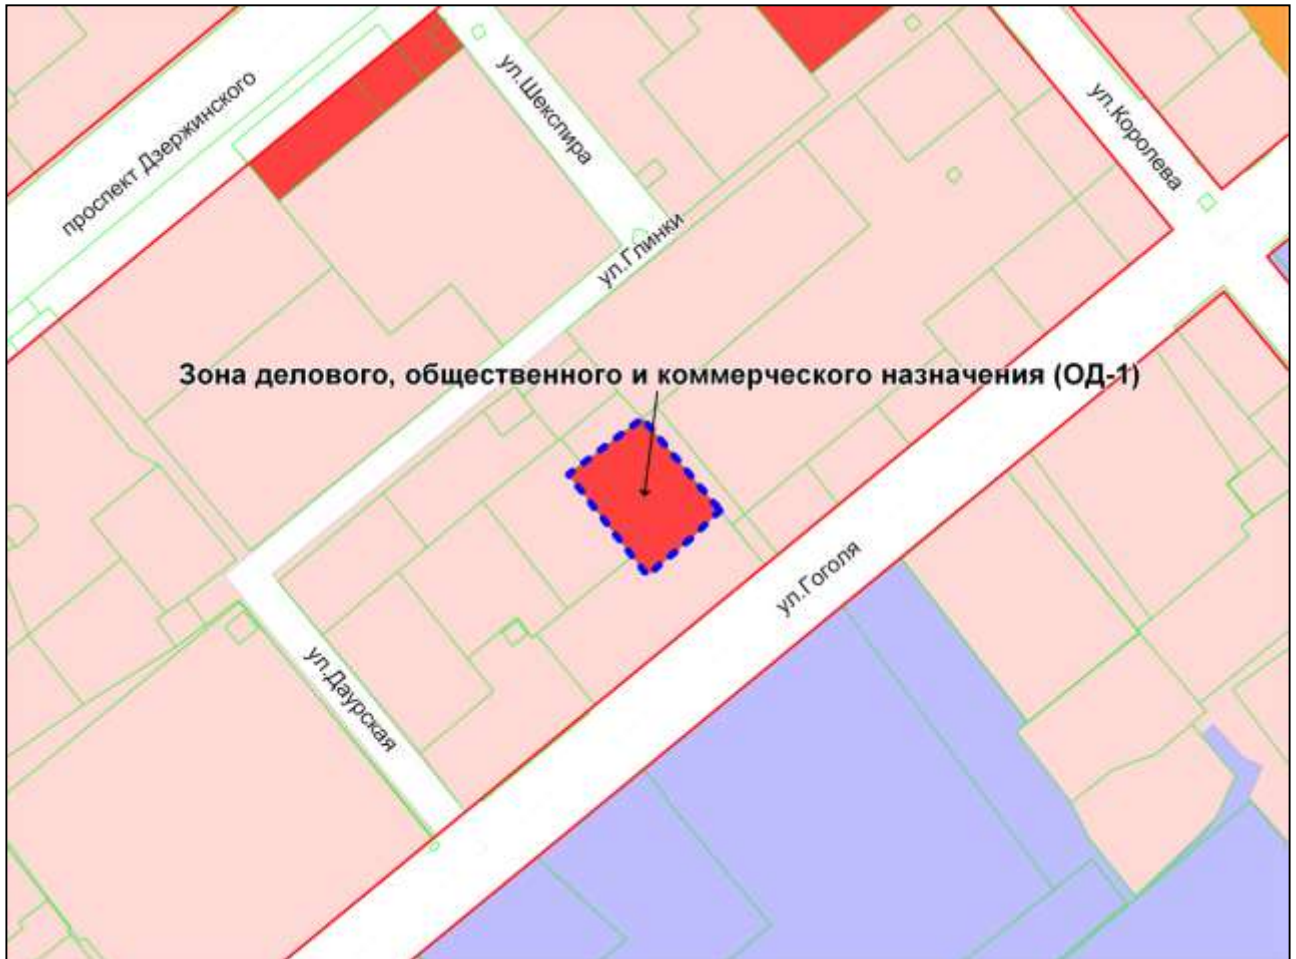 проспект Дзержинского
ул.Шекспира
ул.Королева
ул.Глинки
Зона делового, общественного и коммерческого назначения (ОД-1)
ул.Гоголя
ул.Даурская